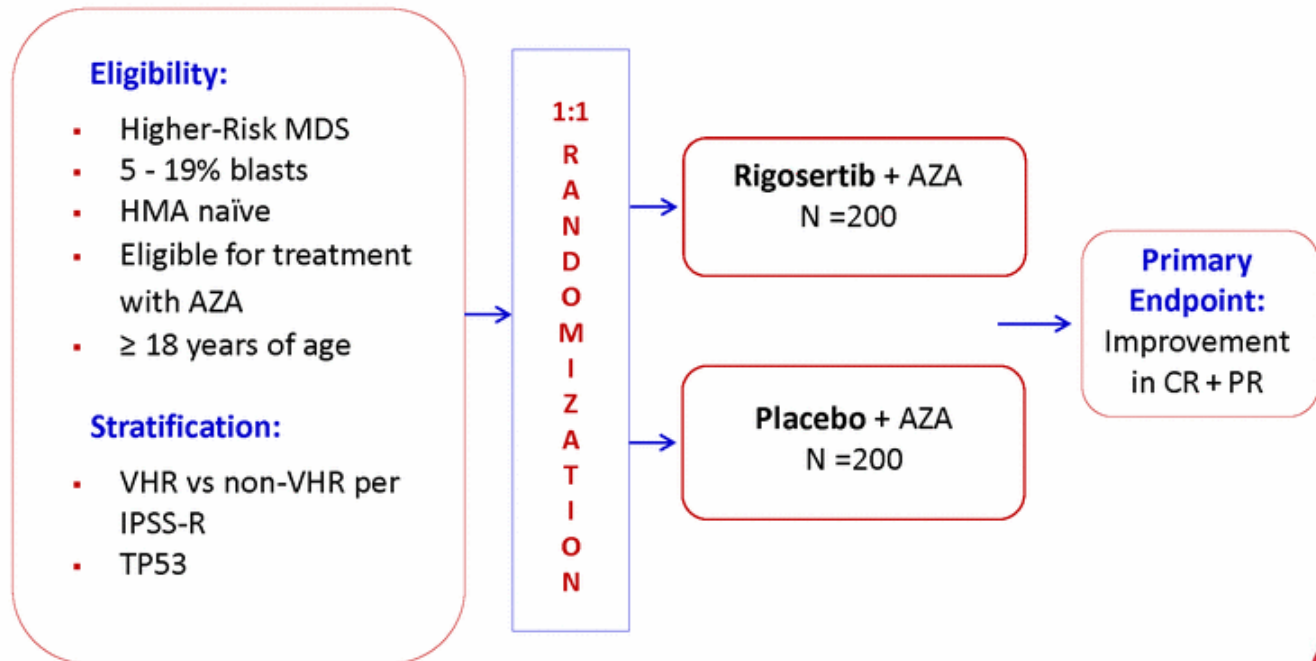 Eligibility:
▪ Higher-Risk MDS
▪ 5 - 19% blasts
▪ HMA naïve
▪ Eligible for treatment
with AZA
▪ ≥ 18 years of age
Stratification:
▪ VHR vs non-VHR per
IPSS-R
▪ TP53
1:1
R
A
N
D
O
M
I
Z
A
T
I
O
N
Rigosertib + AZA
N =200
Placebo + AZA
N =200
Primary
Endpoint:
Improvement
in CR + PR